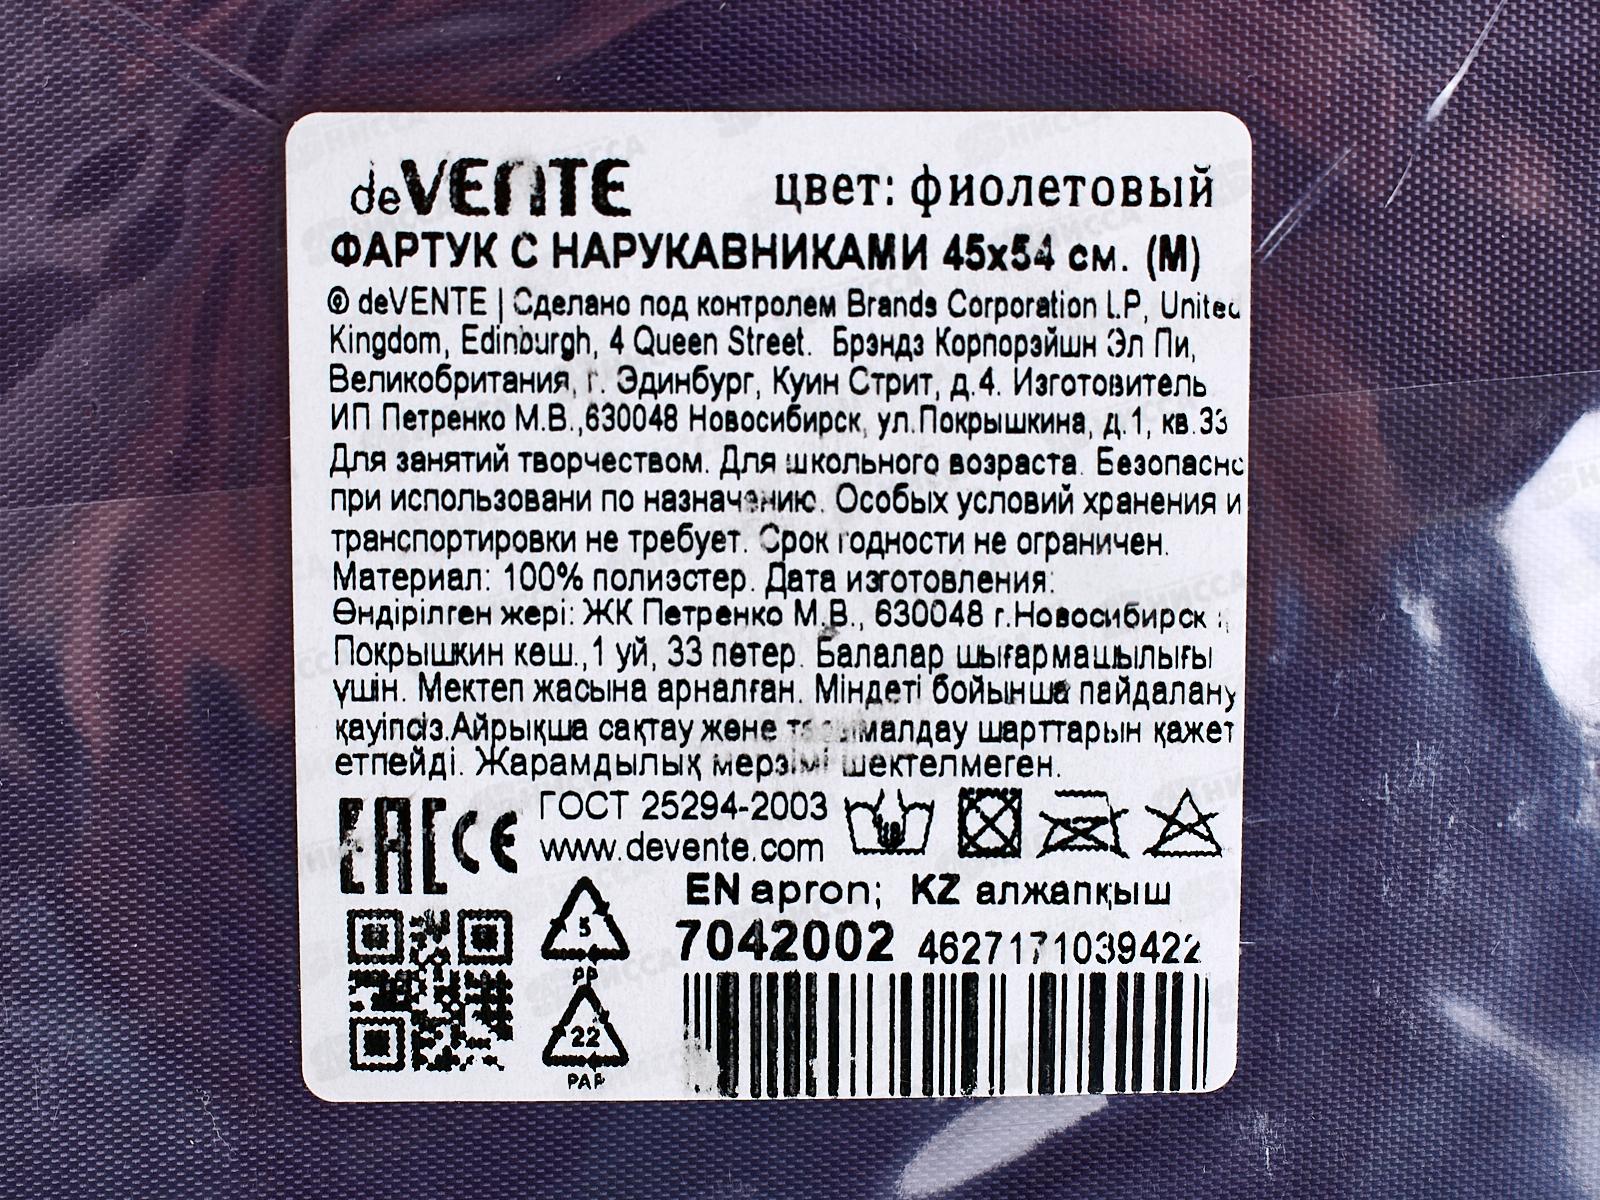 deVENTE цвет: фиолетовый
ФАРТУК С НАРУКАВНИКАМИ 45х54 см. (M)
® deVENTE | Сделано под контролем Brands Corporation LP, United
Kingdom, Edinburgh, 4 Queen Street. Брэндз Корпорэйшн Эл Пи,
Великобритания, г. Эдинбург, Куин Стрит, д.4. Изготовитель
ИП Петренко М.В.,630048 Новосибирск, ул.Покрышкина, д.1, кв.33
Для занятий творчеством. Для школьного возраста. Безопасно
при использовани по назначению. Особых условий хранения и
транспортировки не требует. Срок годности не ограничен.
Материал: 100% полиэстер. Дата изготовления:
Өндірілген жері: ЖК Петренко М.В., 630048 г.Новосибирск
Покрышкин көш.,1 уй, 33 пәтер. Балалар шығармашылығы
үшін. Мектеп жасына арналған. Міндеті бойынша пайдалану
қауіпсіз.Айрықша сақтау және тасымалдау шарттарын қажет
етпейді. Жарамдылық мерзімі шектелмеген.
EAC CE ГОСТ 25294-2003
www.devente.com
EN apron; KZ алжапқыш
5
PP
7042002 4627171039422
22
PAP
НИССА